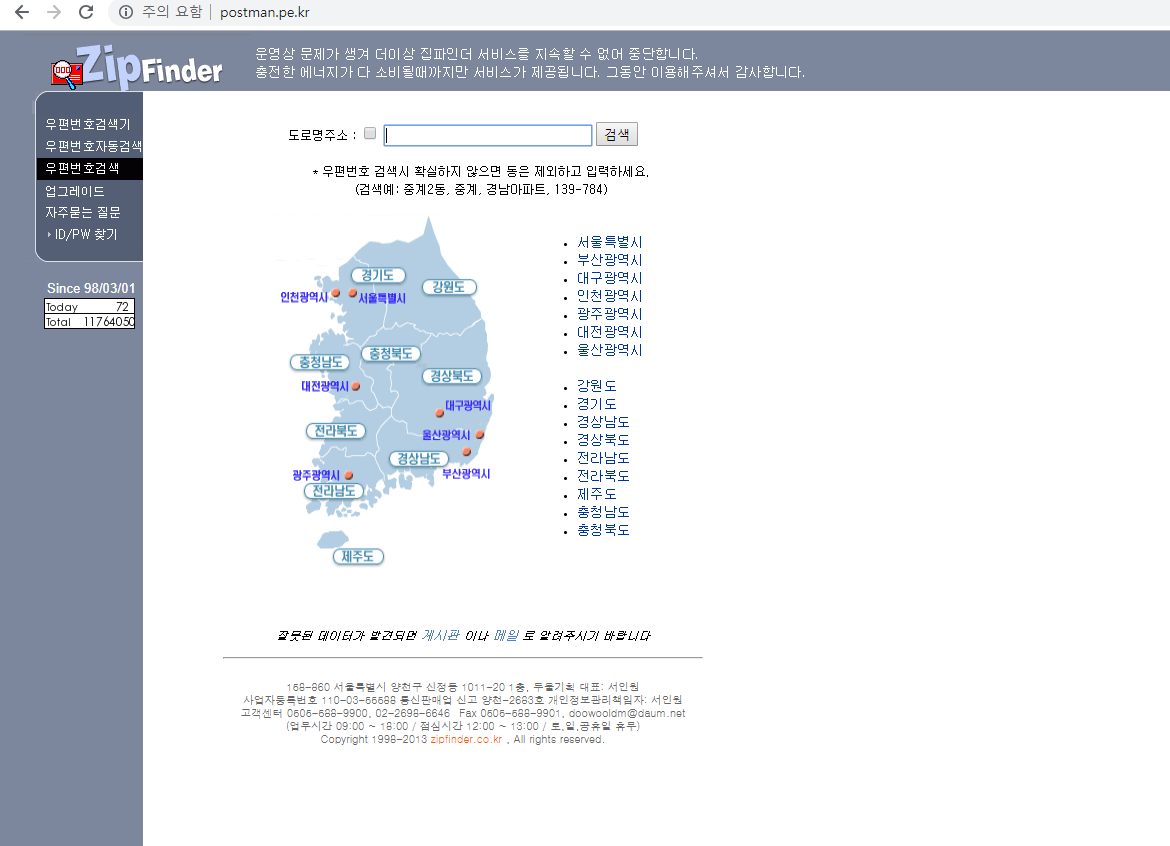 주의 요함 postman.pe.kr
ZipFinder
운영상 문제가 생겨 더이상 집파인더 서비스를 지속할 수 없어 중단합니다.
충전한 에너지가 다 소비될때까지만 서비스가 제공됩니다. 그동안 이용해주셔서 감사합니다.
우편번호검색기
우편번호자동검색
우편번호검색
업그레이드
자주묻는 질문
ID/PW 찾기
Since 98/03/01
Today 72
Total 11764050
도로명주소 :
검색
* 우편번호 검색시 확실하지 않으면 동은 제외하고 입력하세요.
(검색예: 중계2동, 중계, 경남아파트, 139-784)
경기도
강원도
인천광역시
서울특별시
충청남도
충청북도
경상북도
대전광역시
대구광역시
전라북도
울산광역시
경상남도
부산광역시
광주광역시
전라남도
제주도
서울특별시
부산광역시
대구광역시
인천광역시
광주광역시
대전광역시
울산광역시
강원도
경기도
경상남도
경상북도
전라남도
전라북도
제주도
충청남도
충청북도
잘못된 데이터가 발견되면 게시판 이나 메일 로 알려주시기 바랍니다
158-860 서울특별시 양천구 신정동 1011-20 1층, 두울기획 대표: 서인원
사업자등록번호 110-03-66688 통신판매업 신고 양천-2683호 개인정보관리책임자: 서인원
고객센터 0505-588-9900, 02-2698-6646 Fax 0505-588-9901, doowooldm@daum.net
(업무시간 09:00 ~ 18:00 / 점심시간 12:00 ~ 13:00 / 토,일,공휴일 휴무)
Copyright 1998-2013 zipfinder.co.kr , All rights reserved.